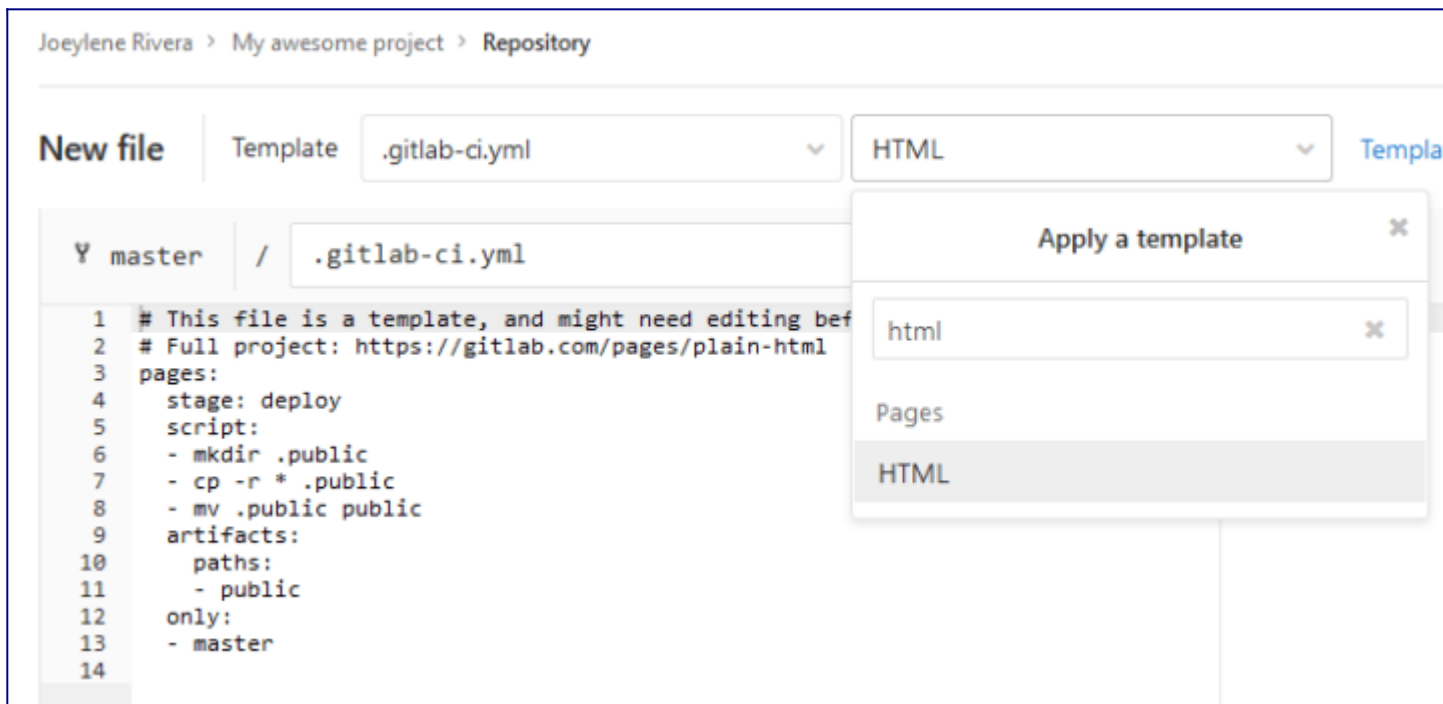 Joeylene Rivera > My awesome project > Repository
New file Template .gitlab-ci.yml HTML Templa
master / .gitlab-ci.yml
Apply a template
html
Pages
HTML
1 # This file is a template, and might need editing bef
2 # Full project: https://gitlab.com/pages/plain-html
3 pages:
4   stage: deploy
5   script:
6   - mkdir .public
7   - cp -r * .public
8   - mv .public public
9   artifacts:
10     paths:
11     - public
12   only:
13   - master
14